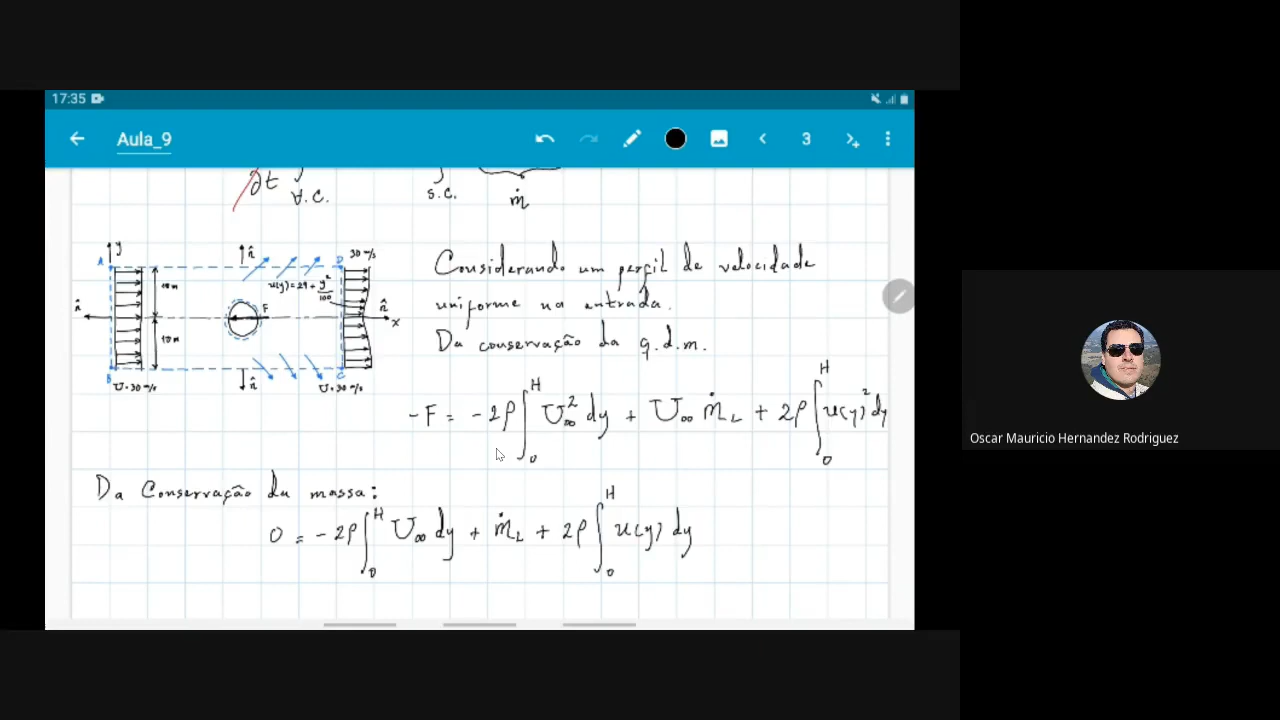 17:35
Aula_9
3
∂t
∀.C.
S.C.
ṁ
y
A
n̂
D
30 m/s
10 m
u(y) = 29 + y²/100
n̂
F
n̂
x
10 m
B
U = 30 m/s
n̂
U = 30 m/s
C
Considerando um perfil de velocidade
uniforme na entrada.
Da conservação da q.d.m.
-F = -2ρ∫₀ᴴ U∞² dy + U∞ ṁL + 2ρ∫₀ᴴ u(y)² dy
Da Conservação da massa:
0 = -2ρ∫₀ᴴ U∞ dy + ṁL + 2ρ∫₀ᴴ u(y) dy
Oscar Mauricio Hernandez Rodriguez